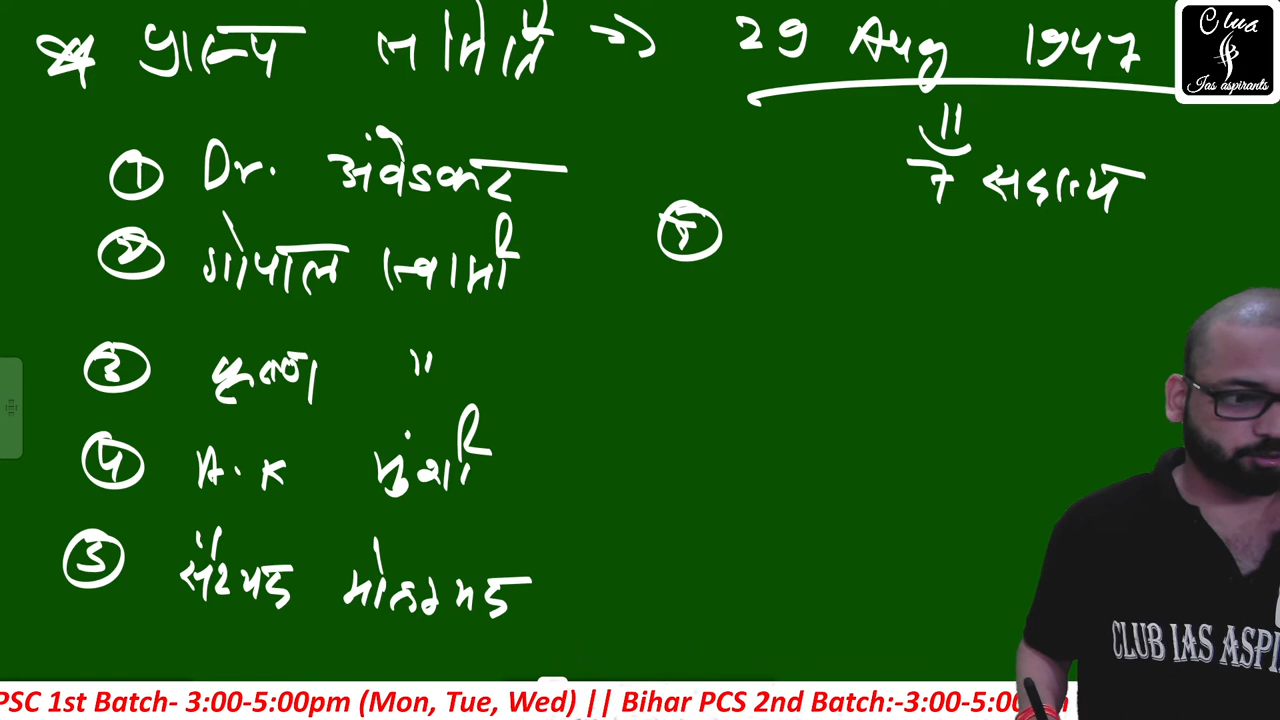 प्रारूप समिति ⇒ 29 Aug 1947
7 सदस्य
① Dr. अंबेडकर
② गोपाल स्वामी
③ कृष्णा "
④ A. K मुंशी
⑤ सैय्यद मोहम्मद
Club
Ias aspirants
CLUB IAS ASPI
PSC 1st Batch- 3:00-5:00pm (Mon, Tue, Wed) || Bihar PCS 2nd Batch:-3:00-5:00pm